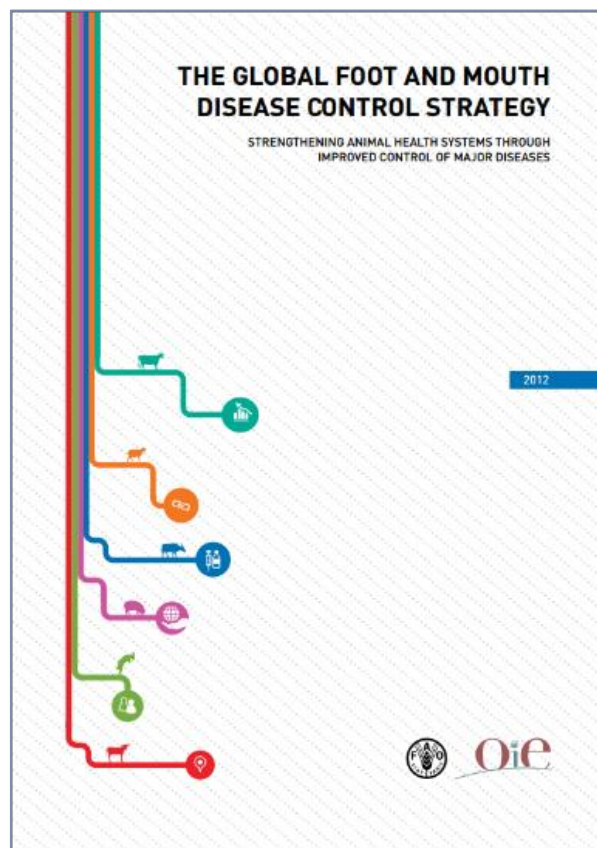 THE GLOBAL FOOT AND MOUTH
DISEASE CONTROL STRATEGY
STRENGTHENING ANIMAL HEALTH SYSTEMS THROUGH
IMPROVED CONTROL OF MAJOR DISEASES
2012
FAO
oie